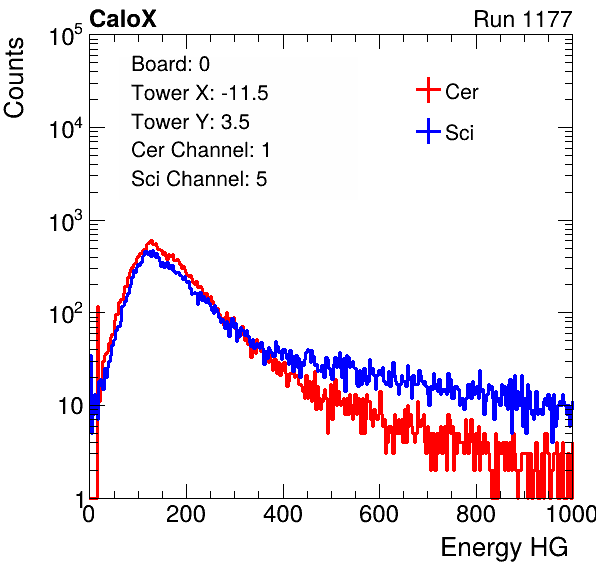 CaloX Run 1177
Counts
10^5
10^4
10^3
10^2
10
1
Board: 0
Tower X: -11.5
Tower Y: 3.5
Cer Channel: 1
Sci Channel: 5
Cer
Sci
0 200 400 600 800 1000
Energy HG